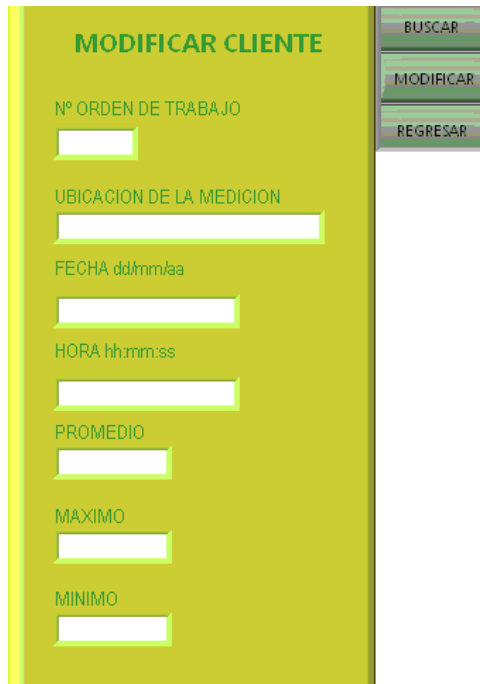 MODIFICAR CLIENTE
Nº ORDEN DE TRABAJO
UBICACION DE LA MEDICION
FECHA dd/mm/aa
HORA hh:mm:ss
PROMEDIO
MAXIMO
MINIMO
BUSCAR
MODIFICAR
REGRESAR